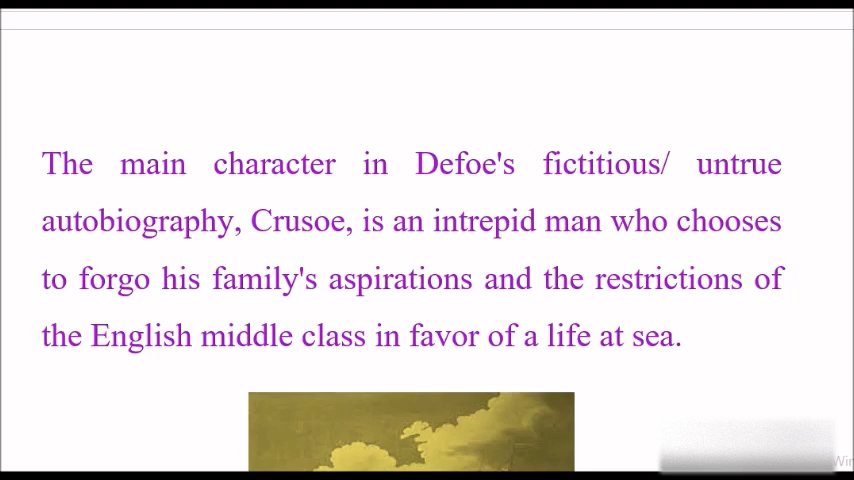 The main character in Defoe's fictitious/ untrue
autobiography, Crusoe, is an intrepid man who chooses
to forgo his family's aspirations and the restrictions of
the English middle class in favor of a life at sea.